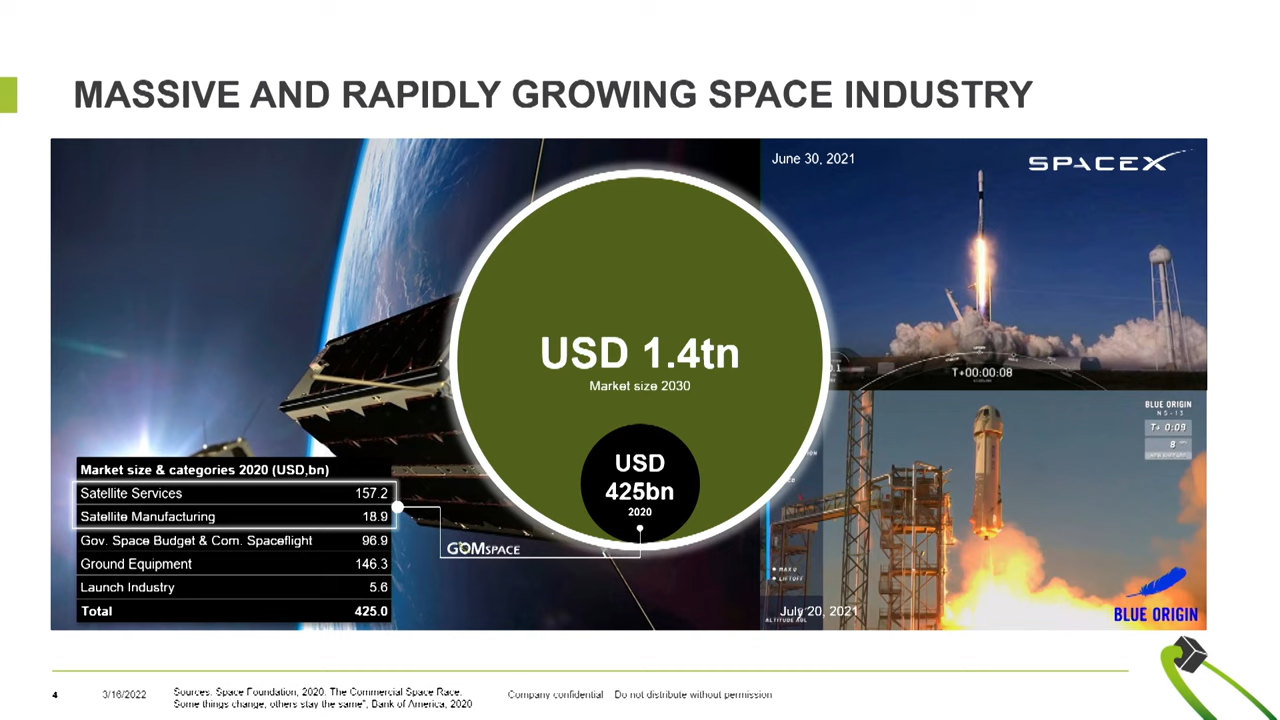 MASSIVE AND RAPIDLY GROWING SPACE INDUSTRY
June 30, 2021
SPACEX
T+00:00:08
USD 1.4tn
Market size 2030
USD
425bn
2020
Market size & categories 2020 (USD,bn)
Satellite Services 157.2
Satellite Manufacturing 18.9
Gov. Space Budget & Com. Spaceflight 96.9
Ground Equipment 146.3
Launch Industry 5.6
Total 425.0
GOMSPACE
BLUE ORIGIN
NS-13
T+ 0:09
8
MAKO
LIFTOFF
July 20, 2021
BLUE ORIGIN
4
3/16/2022
Sources: Space Foundation, 2020. The Commercial Space Race.
Some things change, others stay the same", Bank of America, 2020
Company confidential Do not distribute without permission